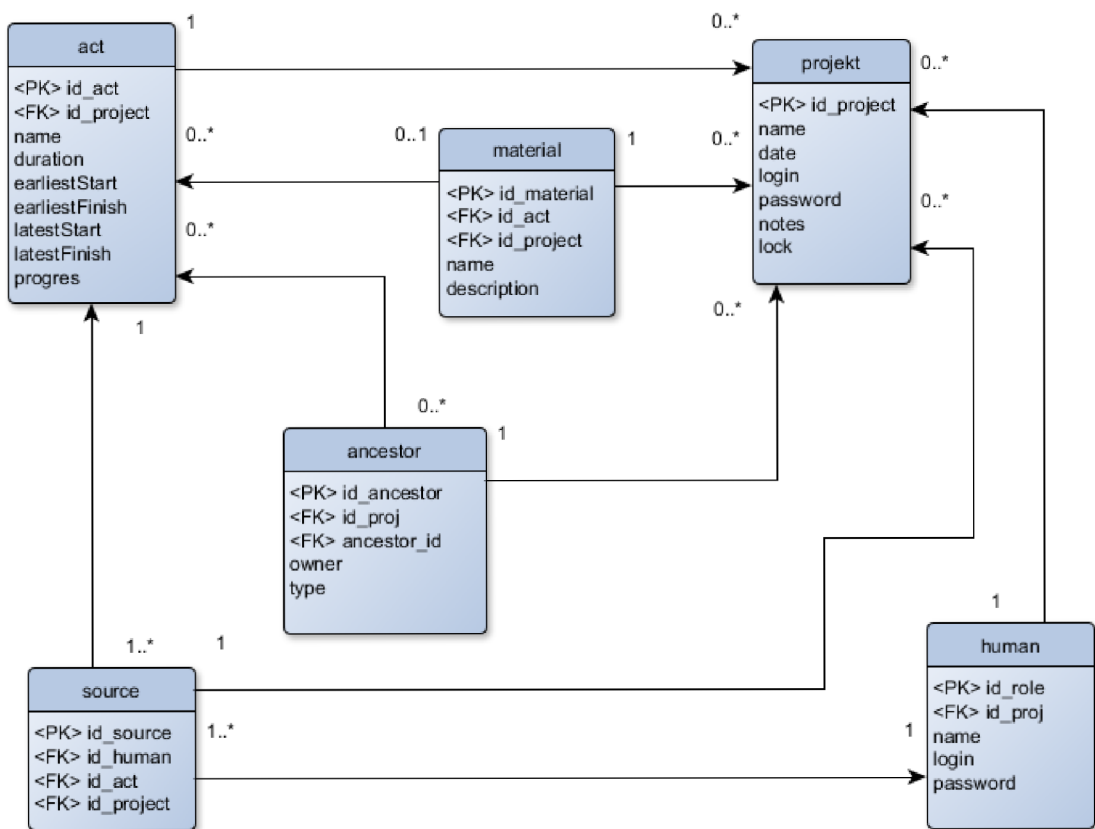 act
<PK> id_act
<FK> id_project
name
duration
earliestStart
earliestFinish
latestStart
latestFinish
progres
1
0..*
projekt
<PK> id_project
name
date
login
password
notes
lock
0..*
0..*
0..1
material
<PK> id_material
<FK> id_act
<FK> id_project
name
description
1
0..*
0..*
0..*
0..*
1
0..*
1
ancestor
<PK> id_ancestor
<FK> id_proj
<FK> ancestor_id
owner
type
1..*
1
source
<PK> id_source
<FK> id_human
<FK> id_act
<FK> id_project
1..*
1
1
human
<PK> id_role
<FK> id_proj
name
login
password